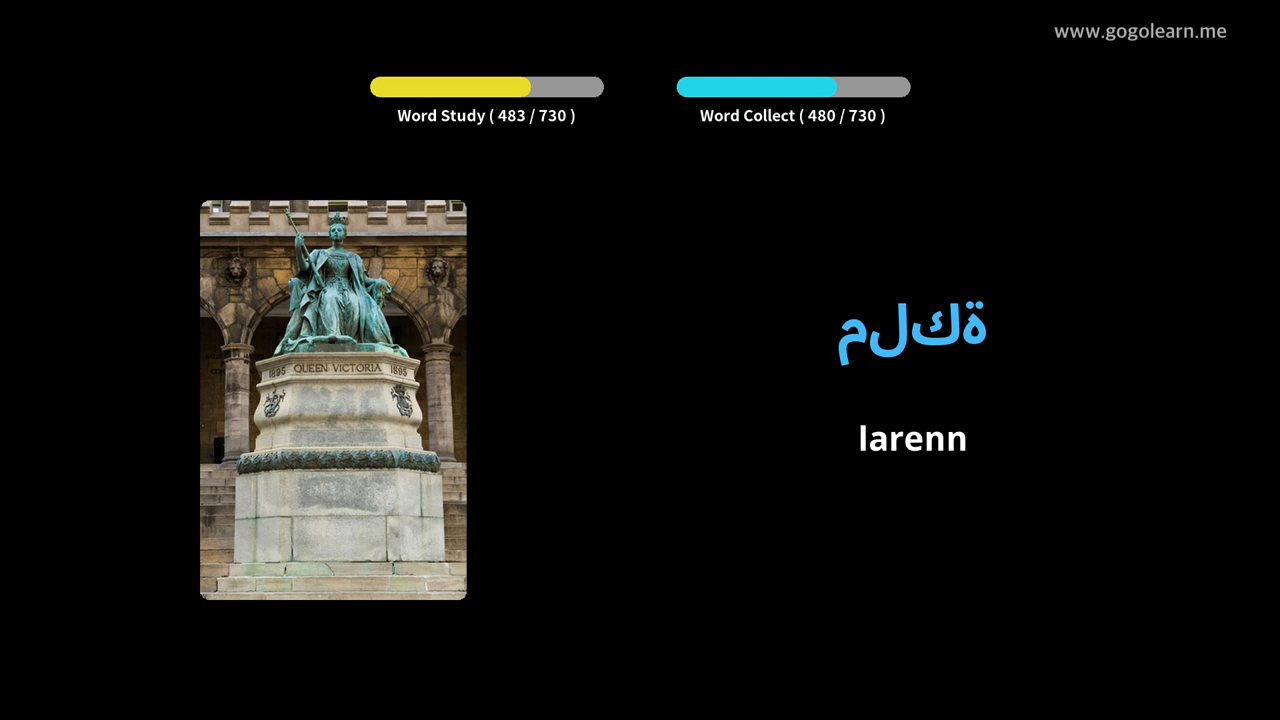 www.gogolearn.me
Word Study ( 483 / 730 )
Word Collect ( 480 / 730 )
1895 QUEEN VICTORIA 1895
ملكة
larenn